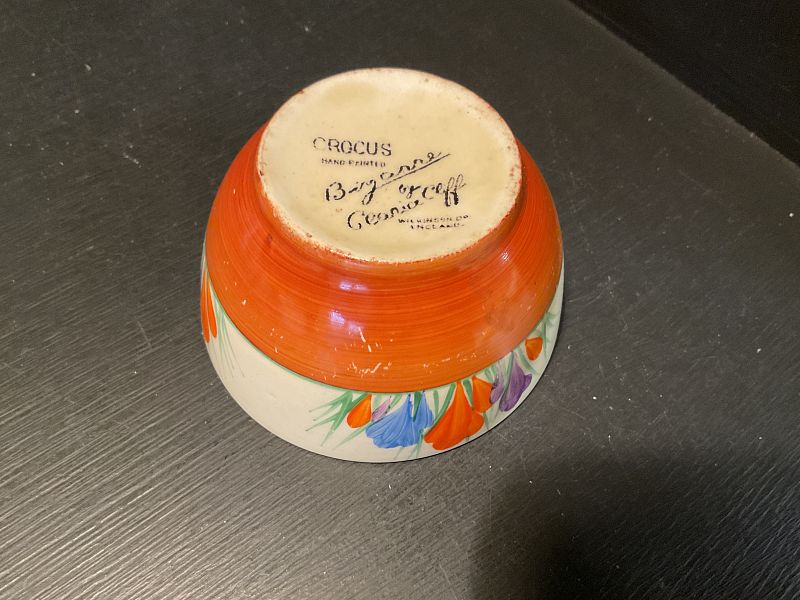 CROCUS
HAND PAINTED
Bizarre
by
Clarice Cliff
WILKINSON LTD.
ENGLAND.